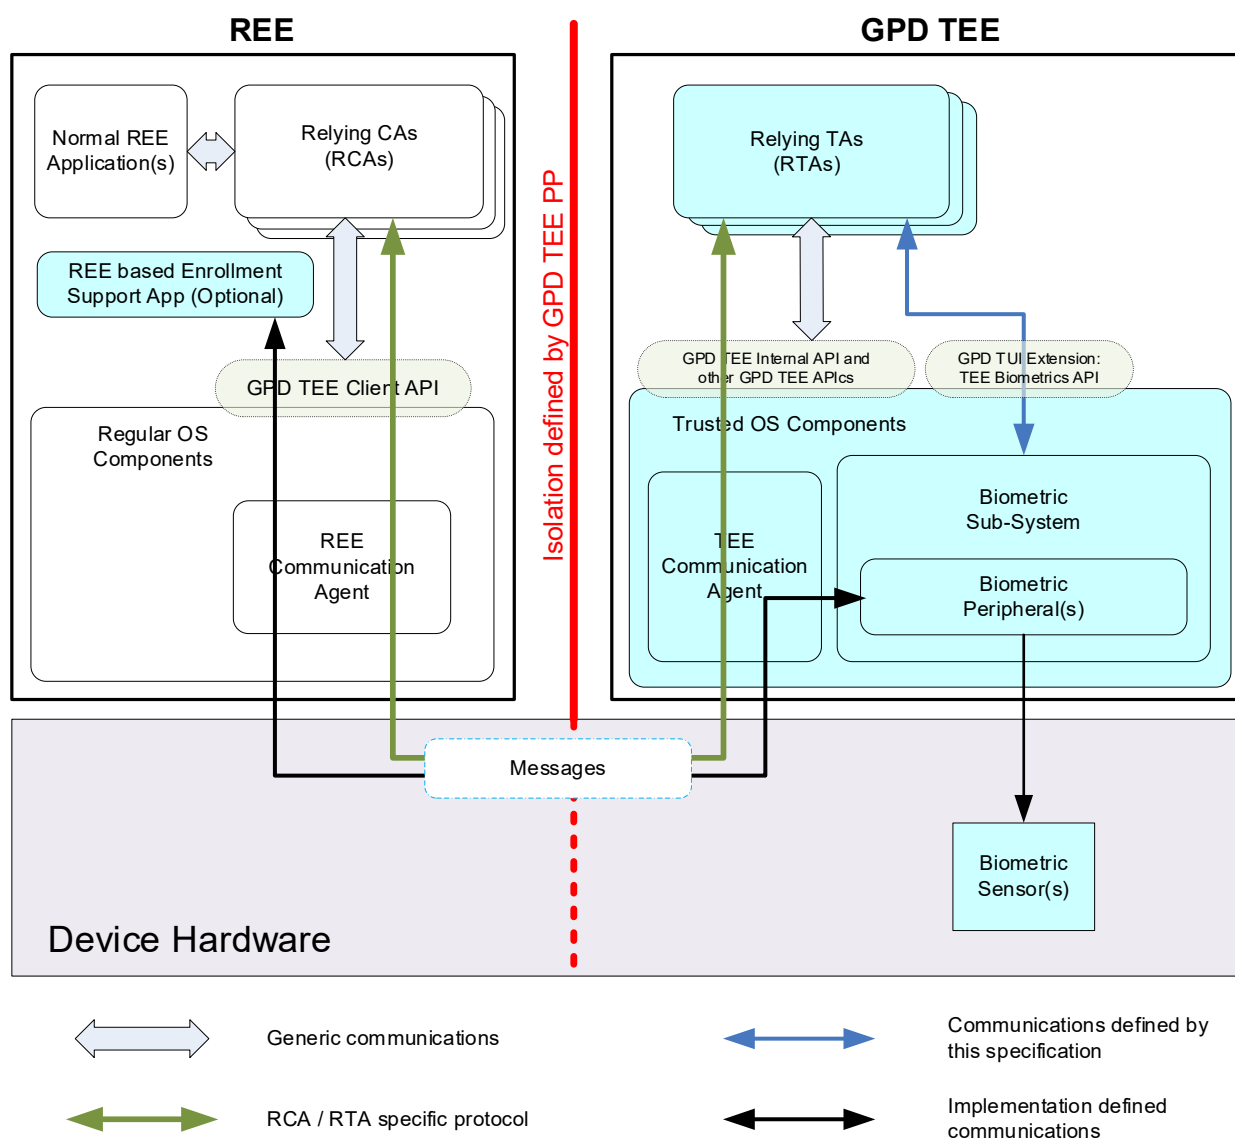 REE
GPD TEE
Normal REE
Application(s)
Relying CAs
(RCAs)
REE based Enrollment
Support App (Optional)
GPD TEE Client API
Regular OS
Components
REE
Communication
Agent
Isolation defined by GPD TEE PP
Relying TAs
(RTAs)
GPD TEE Internal API and
other GPD TEE APIcs
GPD TUI Extension:
TEE Biometrics API
Trusted OS Components
TEE
Communication
Agent
Biometric
Sub-System
Biometric
Peripheral(s)
Messages
Biometric
Sensor(s)
Device Hardware
Generic communications
Communications defined by
this specification
RCA / RTA specific protocol
Implementation defined
communications